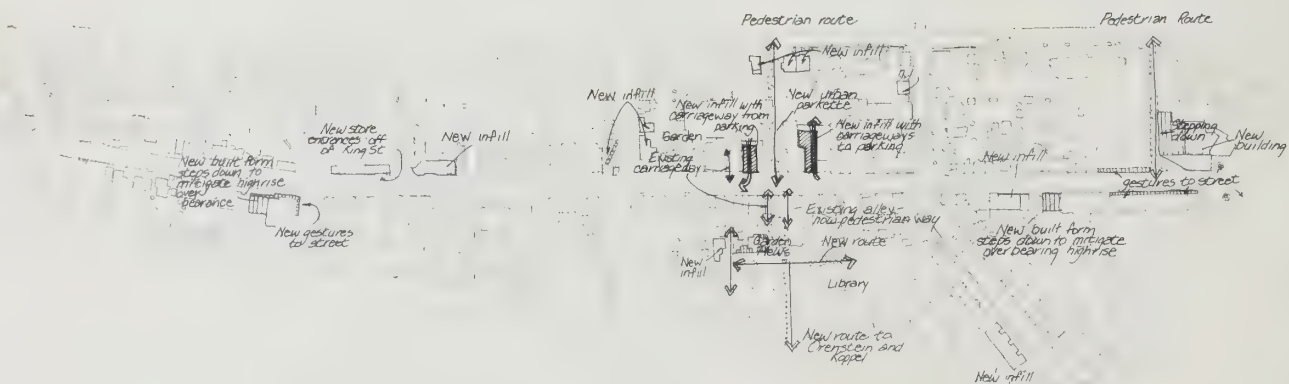 Pedestrian route
Pedestrian Route
New infill
New infill
New infill with
carriageway from
parking
New urban
parkette
New infill with
carriageways
to parking
Garden
Existing
carriageway
New store
entrances off
of King St
New infill
New built form
steps down to
mitigate highrise
over
bearance
New gestures
to street
Stepping
down
New
building
New infill
gestures to street
Existing alley
now pedestrian way
New built form
steps down to mitigate
overbearing highrise
Garden
Mews
New route
New
infill
Library
New route to
Orenstein and
Koppel
New infill